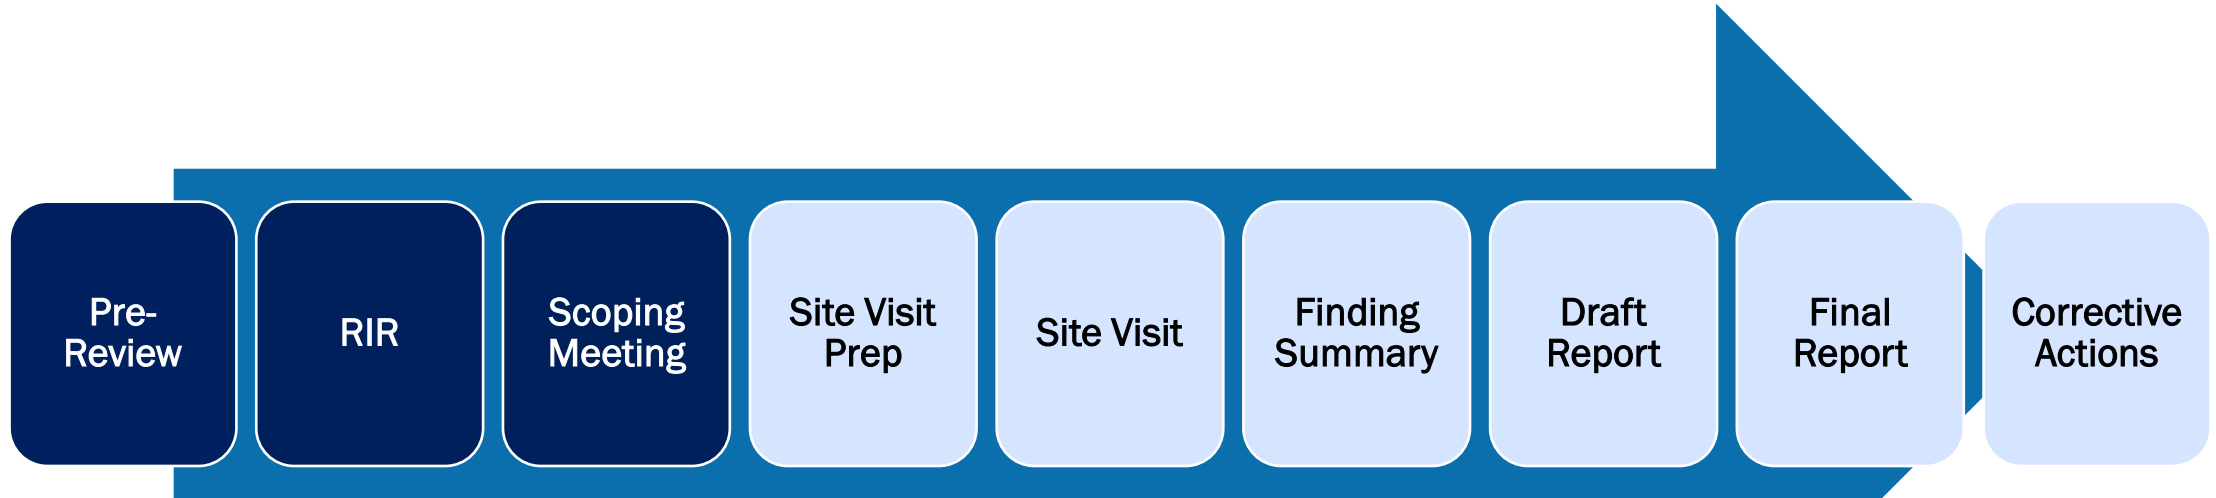 Pre-
Review
RIR
Scoping
Meeting
Site Visit
Prep
Site Visit
Finding
Summary
Draft
Report
Final
Report
Corrective
Actions